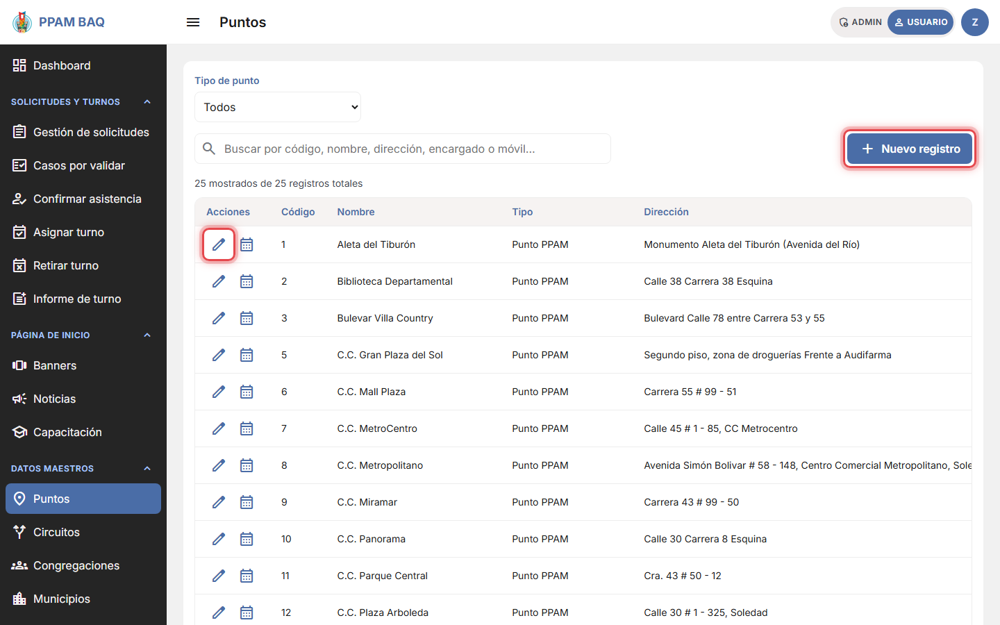 PPAM BAQ
Puntos
ADMIN
USUARIO
Z
Dashboard
SOLICITUDES Y TURNOS
Gestión de solicitudes
Casos por validar
Confirmar asistencia
Asignar turno
Retirar turno
Informe de turno
PÁGINA DE INICIO
Banners
Noticias
Capacitación
DATOS MAESTROS
Puntos
Circuitos
Congregaciones
Municipios
Tipo de punto
Todos
Buscar por código, nombre, dirección, encargado o móvil...
Nuevo registro
25 mostrados de 25 registros totales
Acciones Código Nombre Tipo Dirección
1 Aleta del Tiburón Punto PPAM Monumento Aleta del Tiburón (Avenida del Río)
2 Biblioteca Departamental Punto PPAM Calle 38 Carrera 38 Esquina
3 Bulevar Villa Country Punto PPAM Bulevard Calle 78 entre Carrera 53 y 55
5 C.C. Gran Plaza del Sol Punto PPAM Segundo piso, zona de droguerías Frente a Audifarma
6 C.C. Mall Plaza Punto PPAM Carrera 55 # 99 - 51
7 C.C. MetroCentro Punto PPAM Calle 45 # 1 - 85, CC Metrocentro
8 C.C. Metropolitano Punto PPAM Avenida Simón Bolivar # 58 - 148, Centro Comercial Metropolitano, Sole
9 C.C. Miramar Punto PPAM Carrera 43 # 99 - 50
10 C.C. Panorama Punto PPAM Calle 30 Carrera 8 Esquina
11 C.C. Parque Central Punto PPAM Cra. 43 # 50 - 12
12 C.C. Plaza Arboleda Punto PPAM Calle 30 # 1 - 325, Soledad